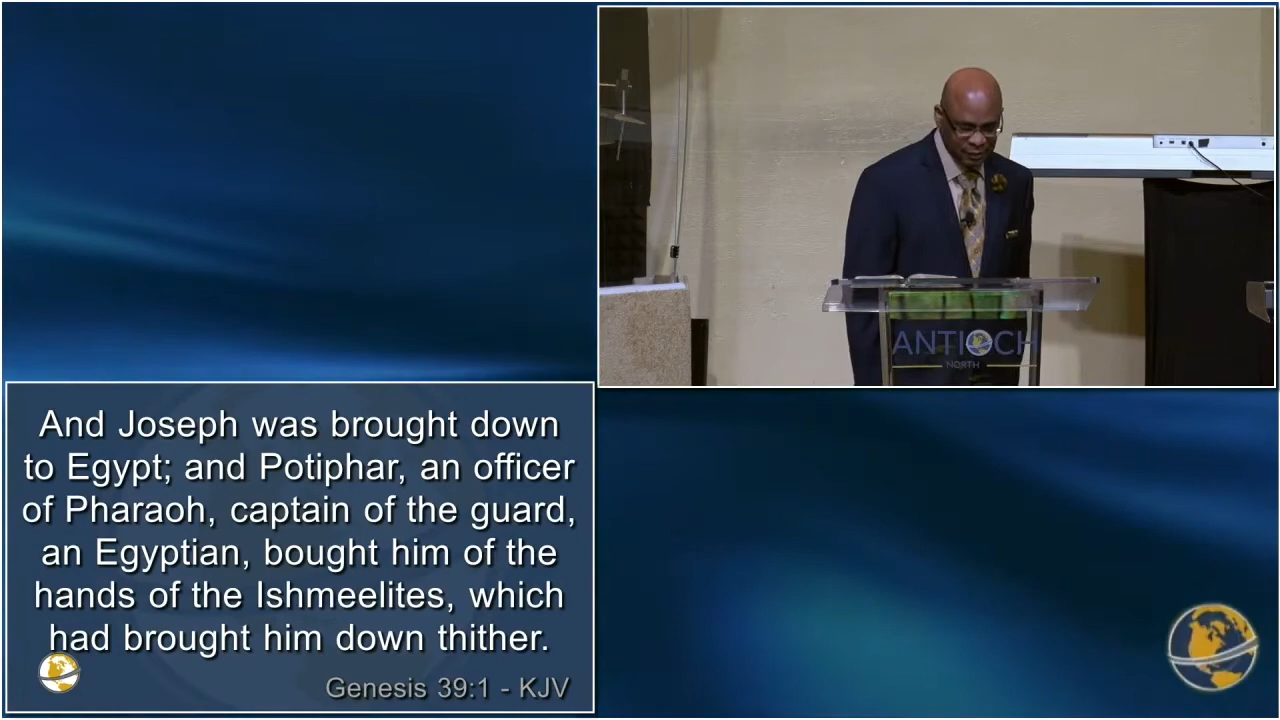 And Joseph was brought down
to Egypt; and Potiphar, an officer
of Pharaoh, captain of the guard,
an Egyptian, bought him of the
hands of the Ishmeelites, which
had brought him down thither.
Genesis 39:1 - KJV
ANTIOCH
NORTH